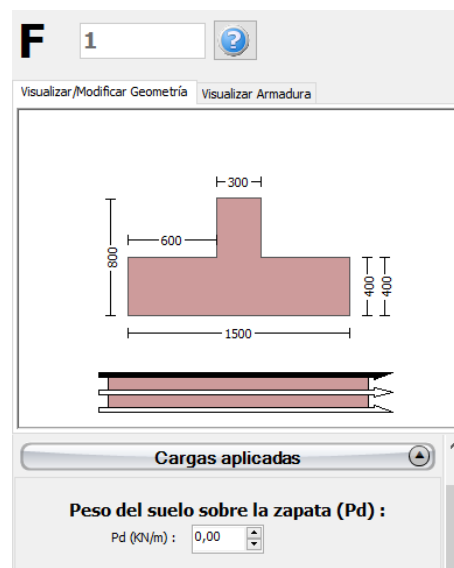 F 1
Visualizar/Modificar Geometría Visualizar Armadura
300
600
800
400 400
1500
Cargas aplicadas
Peso del suelo sobre la zapata (Pd) :
Pd (KN/m) : 0,00